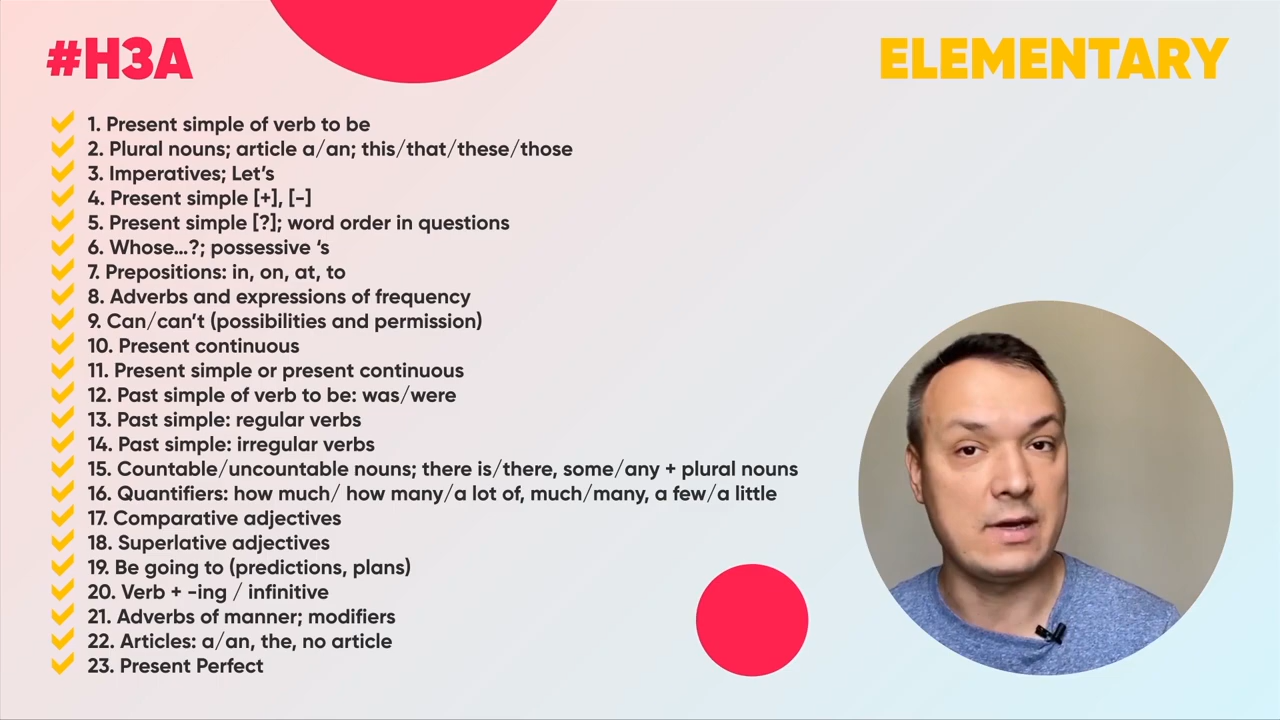 #НЗА
ELEMENTARY
1. Present simple of verb to be
2. Plural nouns; article a/an; this/that/these/those
3. Imperatives; Let’s
4. Present simple [+], [-]
5. Present simple [?]; word order in questions
6. Whose...?; possessive ‘s
7. Prepositions: in, on, at, to
8. Adverbs and expressions of frequency
9. Can/can’t (possibilities and permission)
10. Present continuous
11. Present simple or present continuous
12. Past simple of verb to be: was/were
13. Past simple: regular verbs
14. Past simple: irregular verbs
15. Countable/uncountable nouns; there is/there, some/any + plural nouns
16. Quantifiers: how much/ how many/a lot of, much/many, a few/a little
17. Comparative adjectives
18. Superlative adjectives
19. Be going to (predictions, plans)
20. Verb + -ing / infinitive
21. Adverbs of manner; modifiers
22. Articles: a/an, the, no article
23. Present Perfect